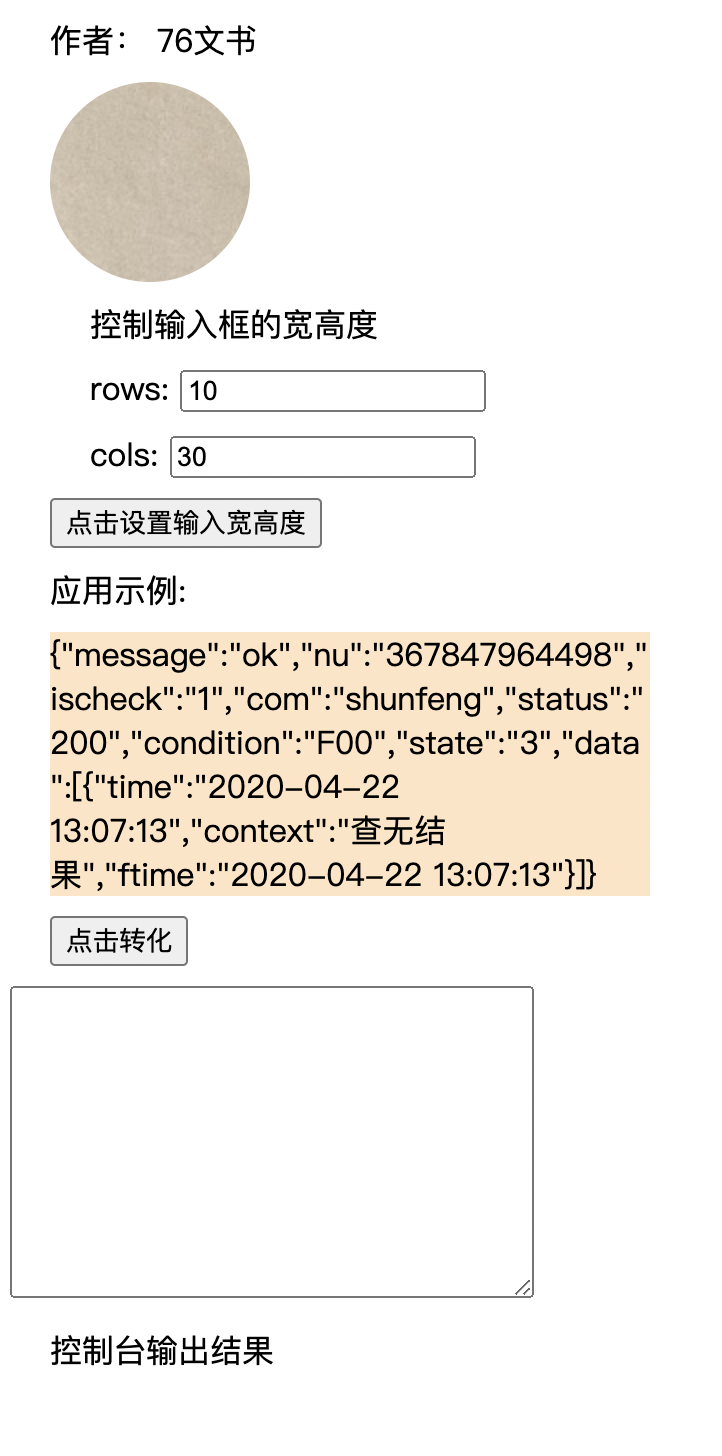 作者： 76文书
控制输入框的宽高度
rows: 10
cols: 30
点击设置输入宽高度
应用示例:
{"message":"ok","nu":"367847964498","
ischeck":"1","com":"shunfeng","status":"
200","condition":"F00","state":"3","data
":[{"time":"2020-04-22
13:07:13","context":"查无结
果","ftime":"2020-04-22 13:07:13"}]}
点击转化
控制台输出结果